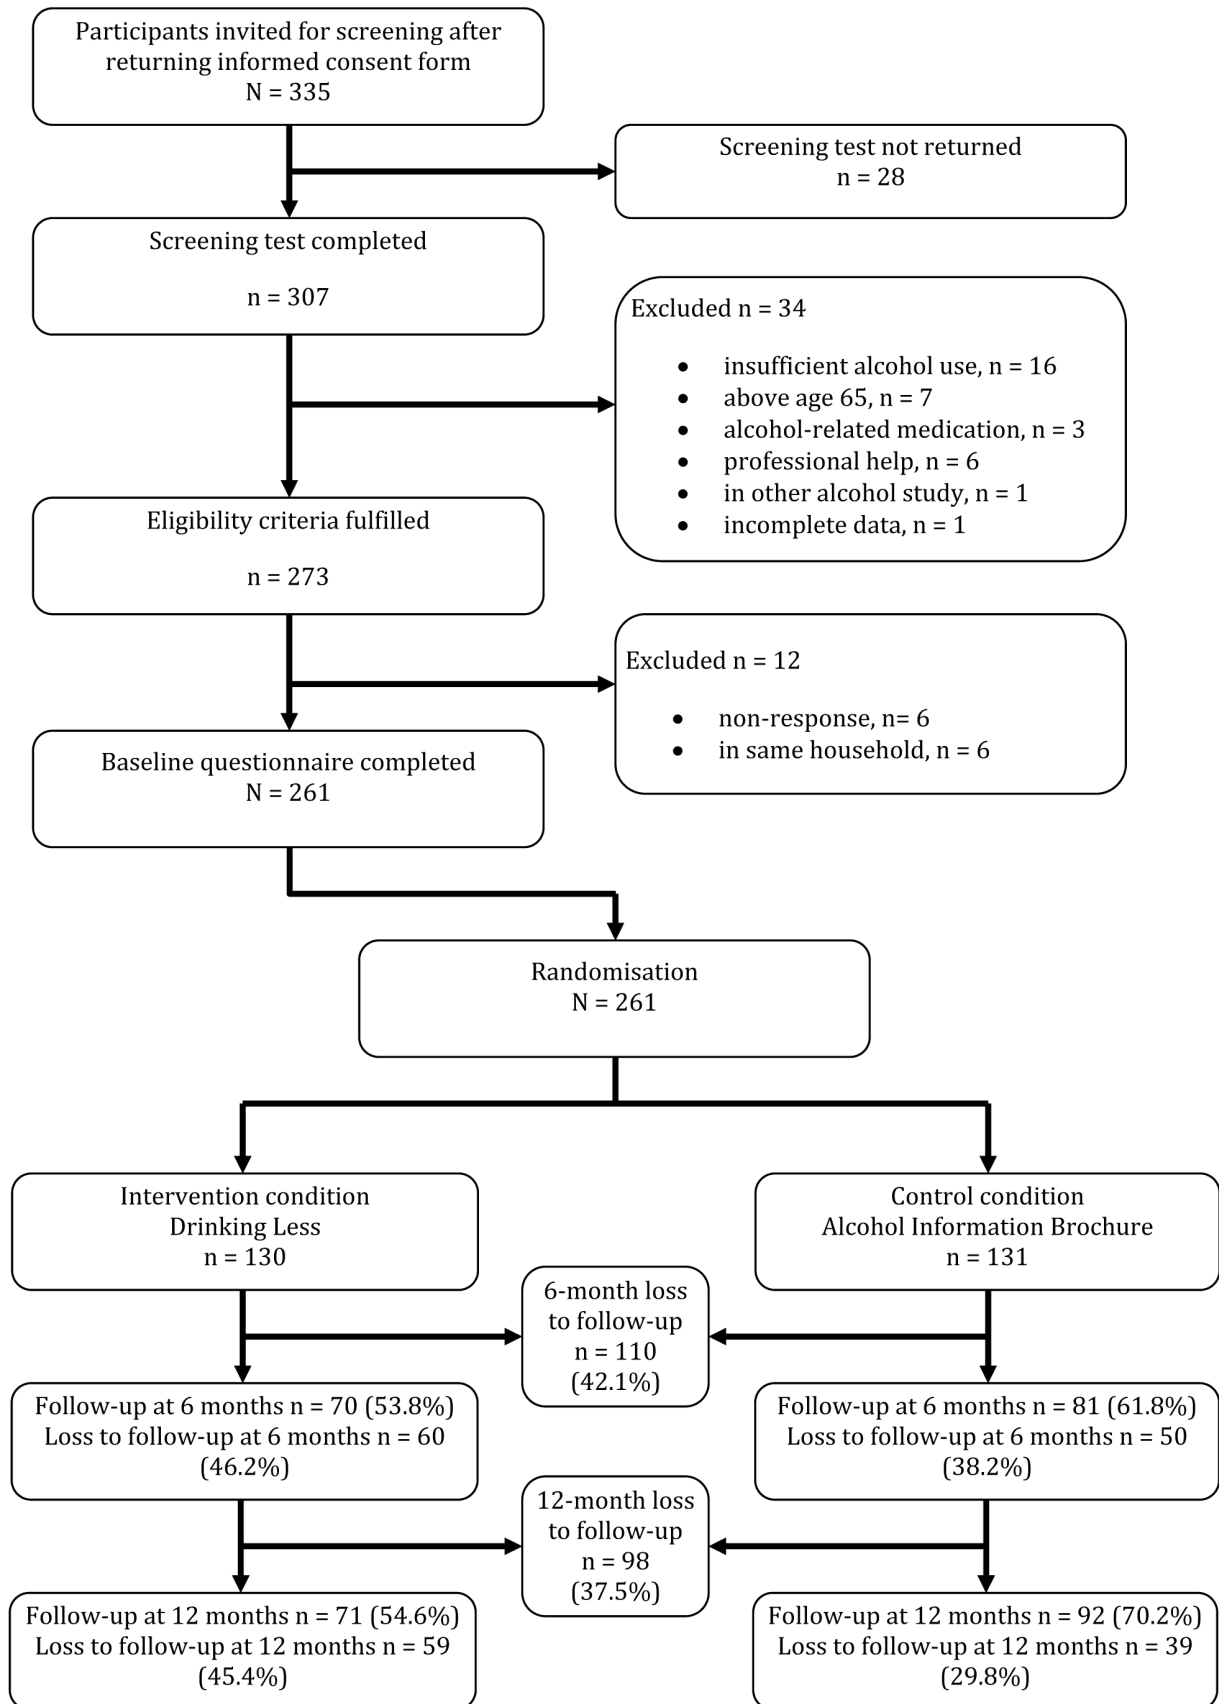 Participants invited for screening after
returning informed consent form
N = 335
Screening test not returned
n = 28
Screening test completed
n = 307
Excluded n = 34
• insufficient alcohol use, n = 16
• above age 65, n = 7
• alcohol-related medication, n = 3
• professional help, n = 6
• in other alcohol study, n = 1
• incomplete data, n = 1
Eligibility criteria fulfilled
n = 273
Excluded n = 12
• non-response, n= 6
• in same household, n = 6
Baseline questionnaire completed
N = 261
Randomisation
N = 261
Intervention condition
Drinking Less
n = 130
Control condition
Alcohol Information Brochure
n = 131
6-month loss
to follow-up
n = 110
(42.1%)
Follow-up at 6 months n = 70 (53.8%)
Loss to follow-up at 6 months n = 60
(46.2%)
Follow-up at 6 months n = 81 (61.8%)
Loss to follow-up at 6 months n = 50
(38.2%)
12-month loss
to follow-up
n = 98
(37.5%)
Follow-up at 12 months n = 71 (54.6%)
Loss to follow-up at 12 months n = 59
(45.4%)
Follow-up at 12 months n = 92 (70.2%)
Loss to follow-up at 12 months n = 39
(29.8%)